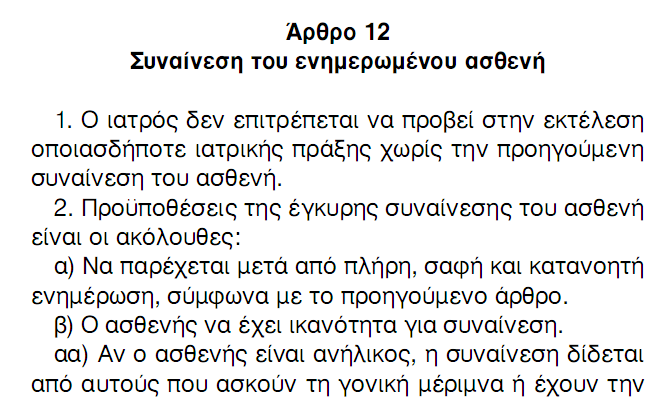 Άρθρο 12
Συναίνεση του ενημερωμένου ασθενή
1. Ο ιατρός δεν επιτρέπεται να προβεί στην εκτέλεση
οποιασδήποτε ιατρικής πράξης χωρίς την προηγούμενη
συναίνεση του ασθενή.
2. Προϋποθέσεις της έγκυρης συναίνεσης του ασθενή
είναι οι ακόλουθες:
α) Να παρέχεται μετά από πλήρη, σαφή και κατανοητή
ενημέρωση, σύμφωνα με το προηγούμενο άρθρο.
β) Ο ασθενής να έχει ικανότητα για συναίνεση.
αα) Αν ο ασθενής είναι ανήλικος, η συναίνεση δίδεται
από αυτούς που ασκούν τη γονική μέριμνα ή έχουν την